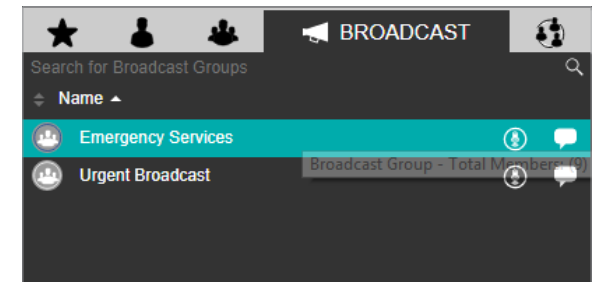 BROADCAST
Search for Broadcast Groups
Name
Emergency Services
Broadcast Group - Total Members: (9)
Urgent Broadcast